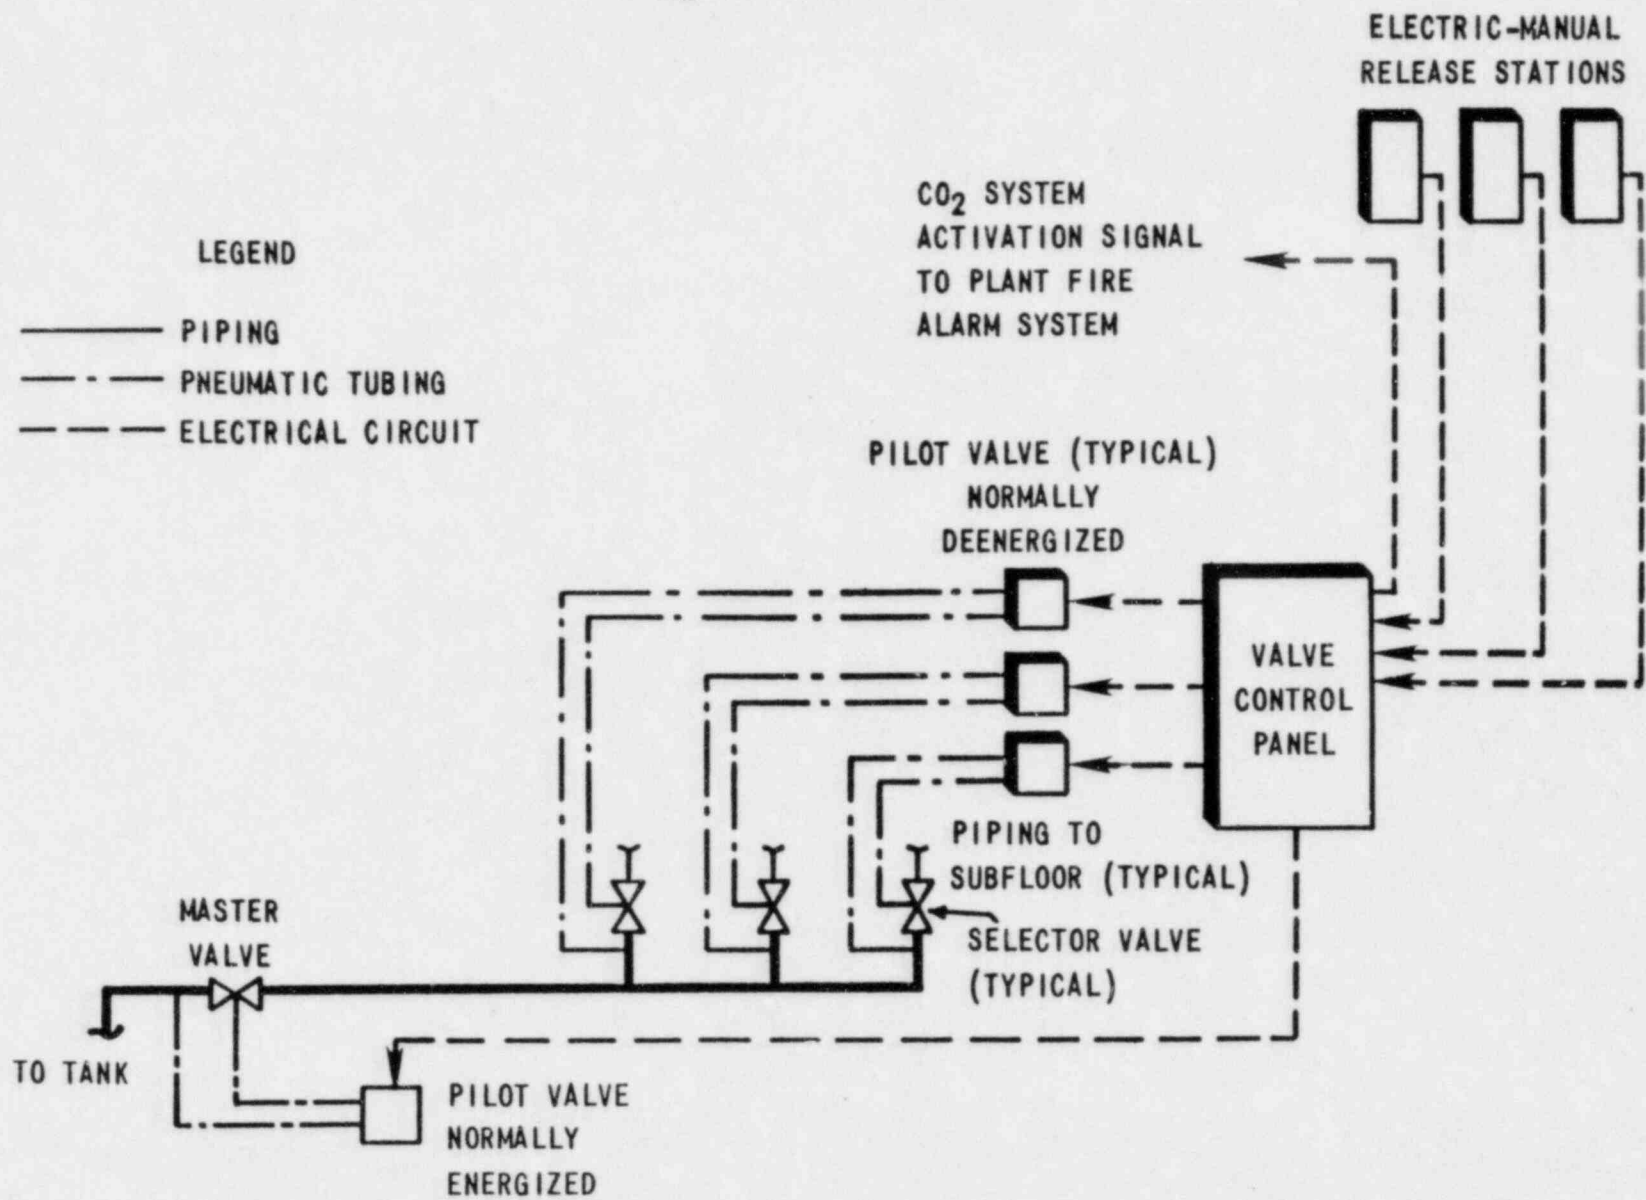 ELECTRIC-MANUAL
RELEASE STATIONS
CO2 SYSTEM
ACTIVATION SIGNAL
TO PLANT FIRE
ALARM SYSTEM
LEGEND
PIPING
PNEUMATIC TUBING
ELECTRICAL CIRCUIT
PILOT VALVE (TYPICAL)
NORMALLY
DEENERGIZED
VALVE
CONTROL
PANEL
PIPING TO
SUBFLOOR (TYPICAL)
SELECTOR VALVE
(TYPICAL)
MASTER
VALVE
TO TANK
PILOT VALVE
NORMALLY
ENERGIZED